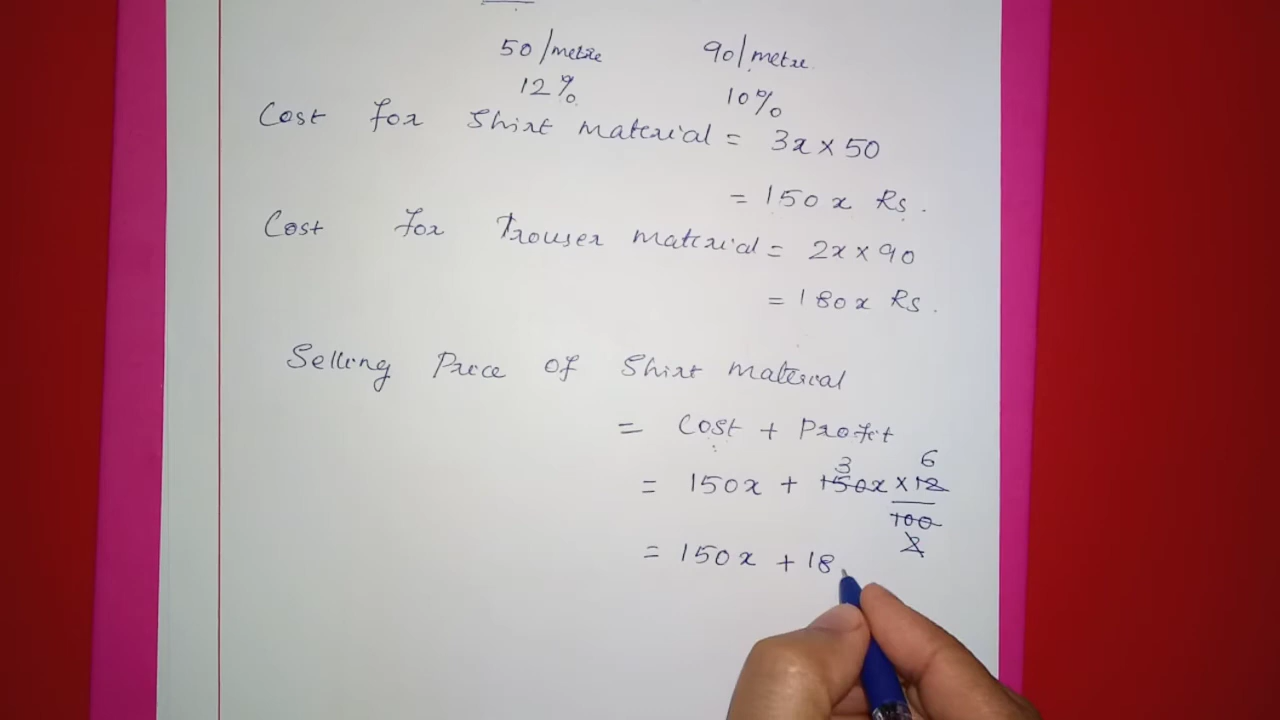 50/metre 90/metre
12% 10%
Cost for Shirt material = 3x × 50
= 150x Rs.
Cost for Trouser material = 2x × 90
= 180x Rs.
Selling Price of Shirt material
= Cost + Profit
3 6
= 150x + 150x × 12
100
2
= 150x + 18